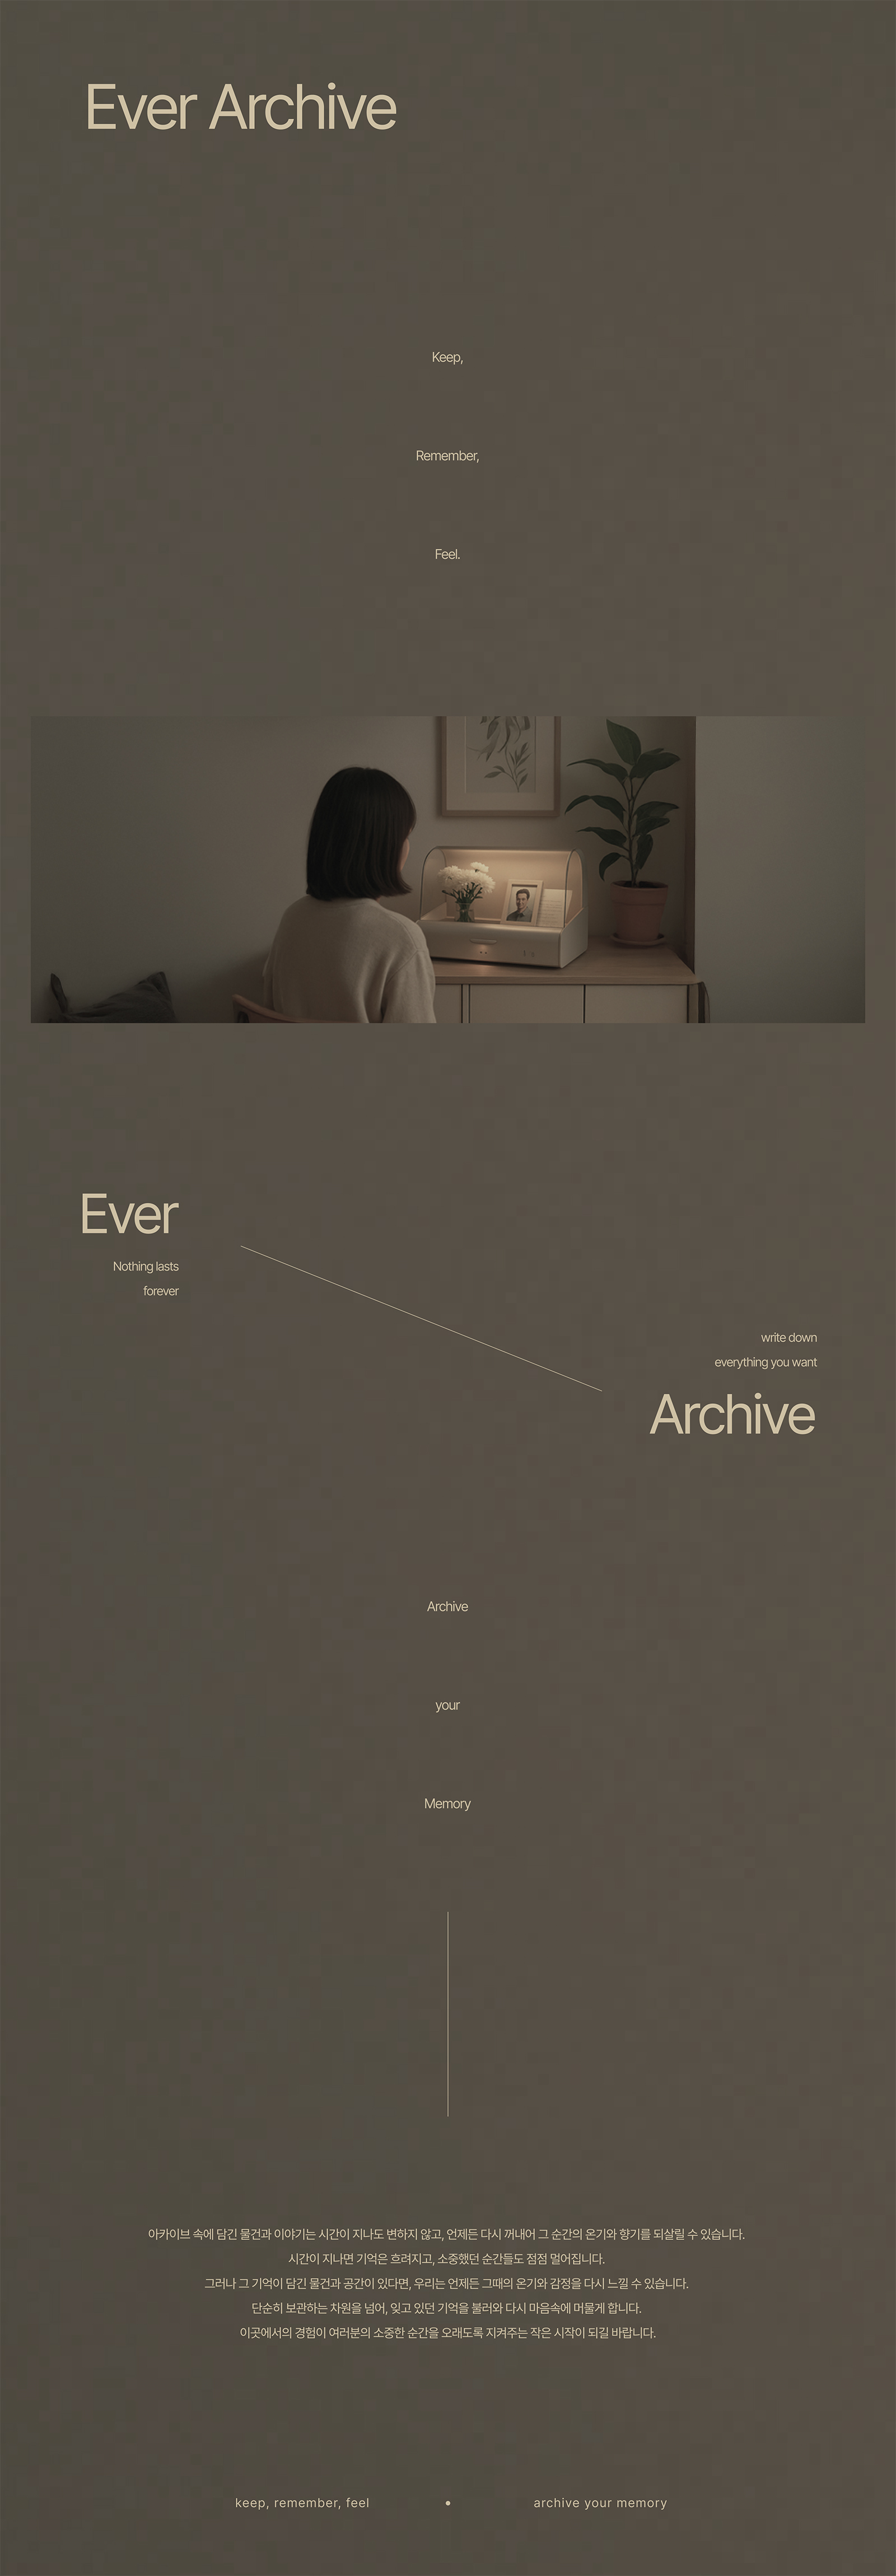 Ever Archive
Keep,
Remember,
Feel.
Ever
Nothing lasts
forever
write down
everything you want
Archive
Archive
your
Memory
아카이브 속에 담긴 물건과 이야기는 시간이 지나도 변하지 않고, 언제든 다시 꺼내어 그 순간의 온기와 향기를 되살릴 수 있습니다.
시간이 지나면 기억은 흐려지고, 소중했던 순간들도 점점 멀어집니다.
그러나 그 기억이 담긴 물건과 공간이 있다면, 우리는 언제든 그때의 온기와 감정을 다시 느낄 수 있습니다.
단순히 보관하는 차원을 넘어, 잊고 있던 기억을 불러와 다시 마음속에 머물게 합니다.
이곳에서의 경험이 여러분의 소중한 순간을 오래도록 지켜주는 작은 시작이 되길 바랍니다.
keep, remember, feel • archive your memory